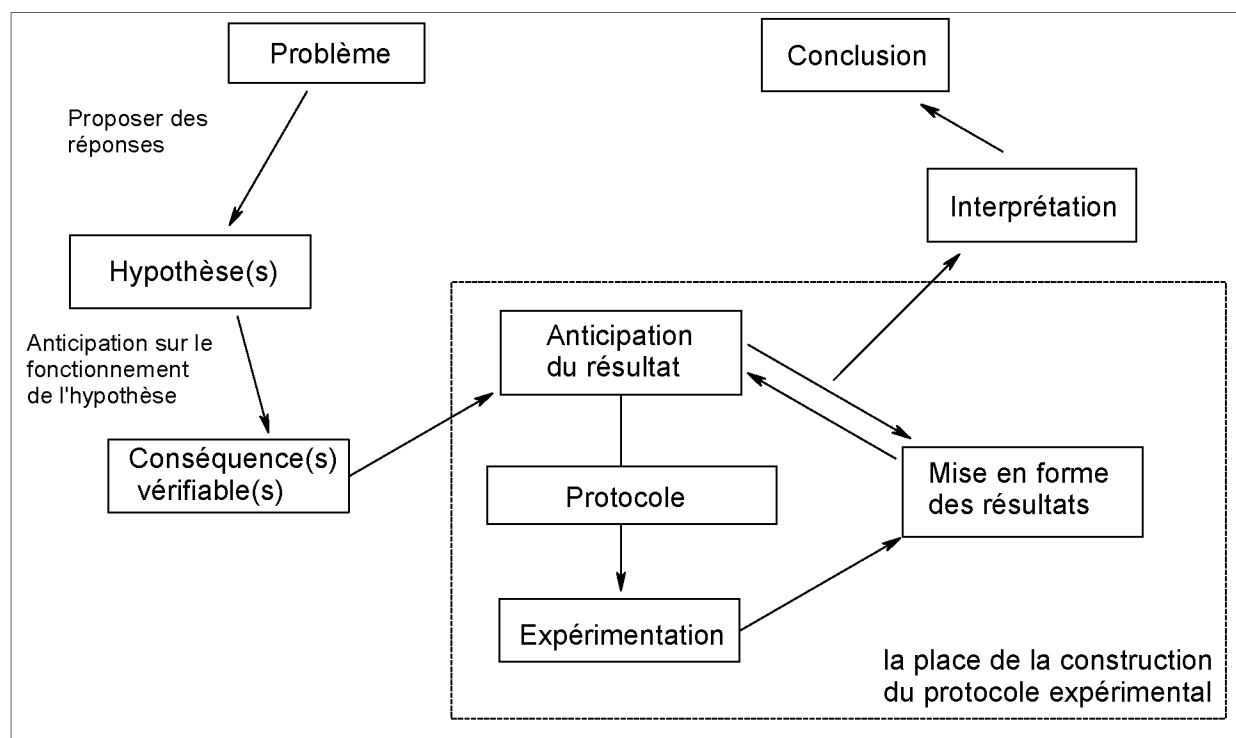 Problème
Proposer des
réponses
Hypothèse(s)
Anticipation sur le
fonctionnement
de l'hypothèse
Conséquence(s)
vérifiable(s)
Anticipation
du résultat
Protocole
Expérimentation
Mise en forme
des résultats
Interprétation
Conclusion
la place de la construction
du protocole expérimental